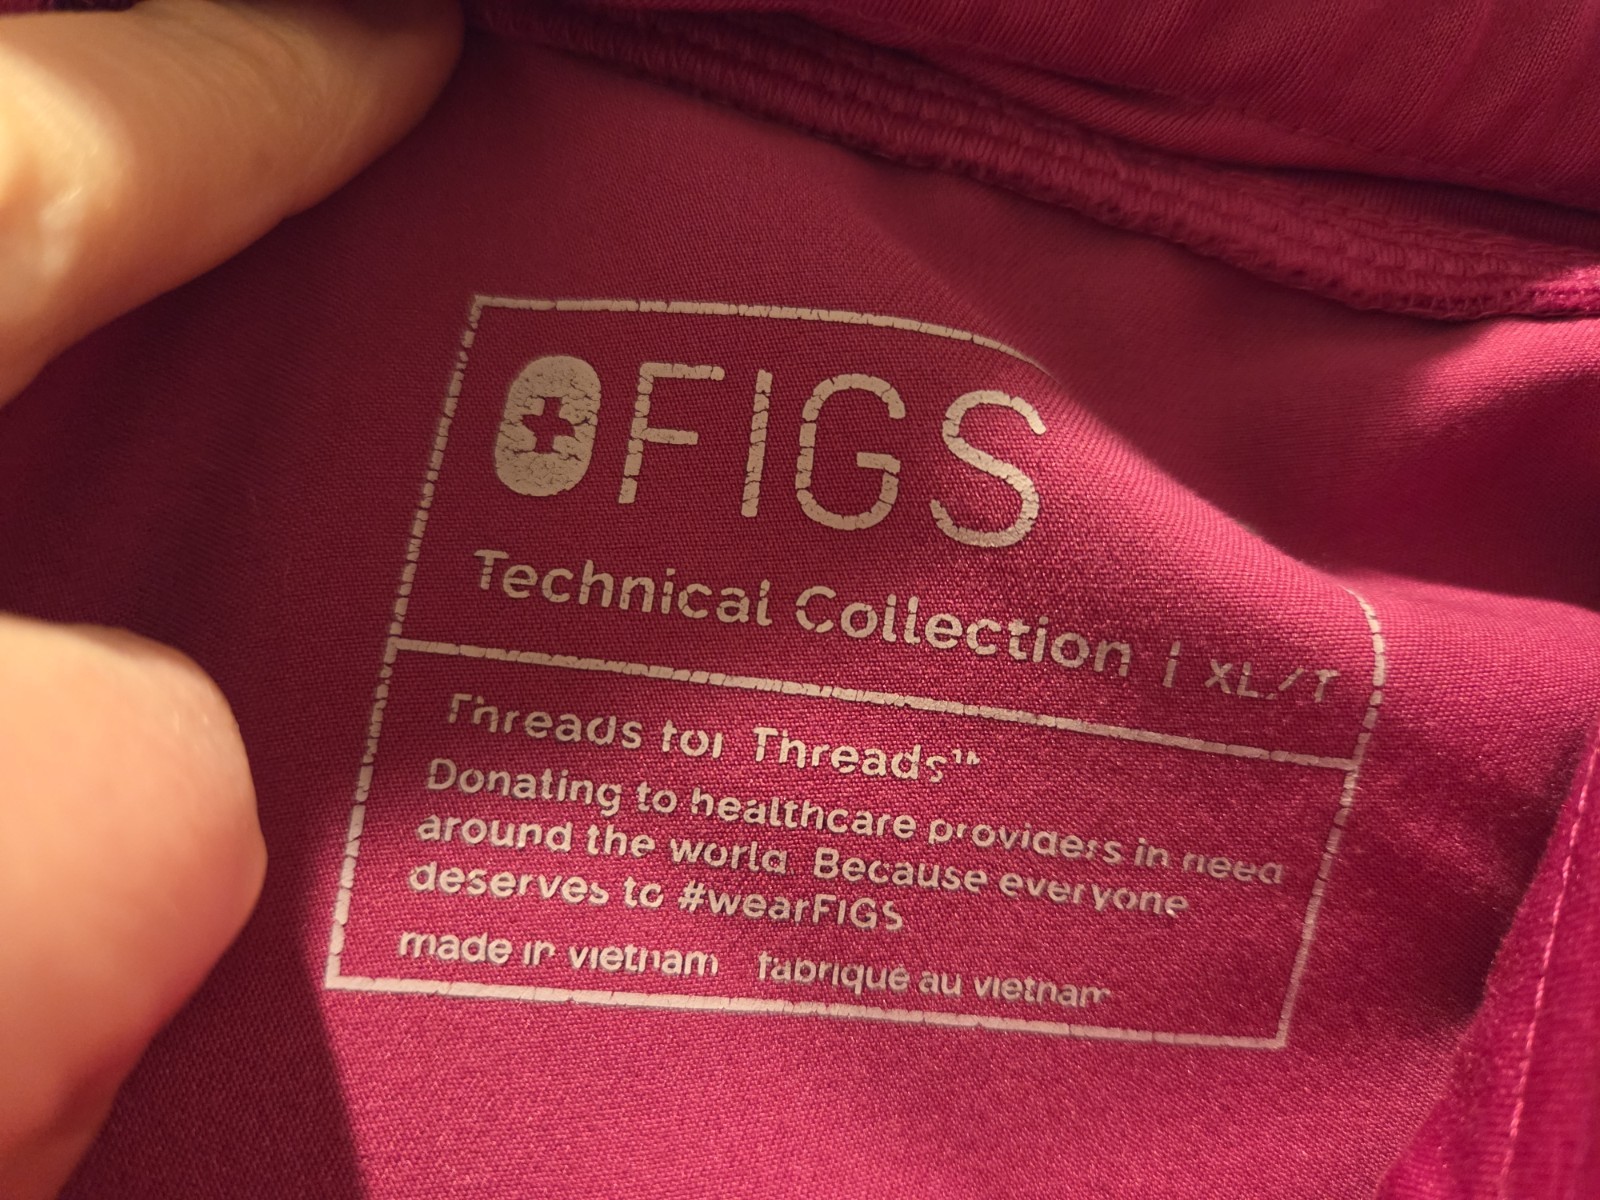 FIGS
Technical Collection | XL/T
Threads for Threads™
Donating to healthcare providers in need
around the world. Because everyone
deserves to #wearFIGS
made in vietnam fabriqué au vietnam